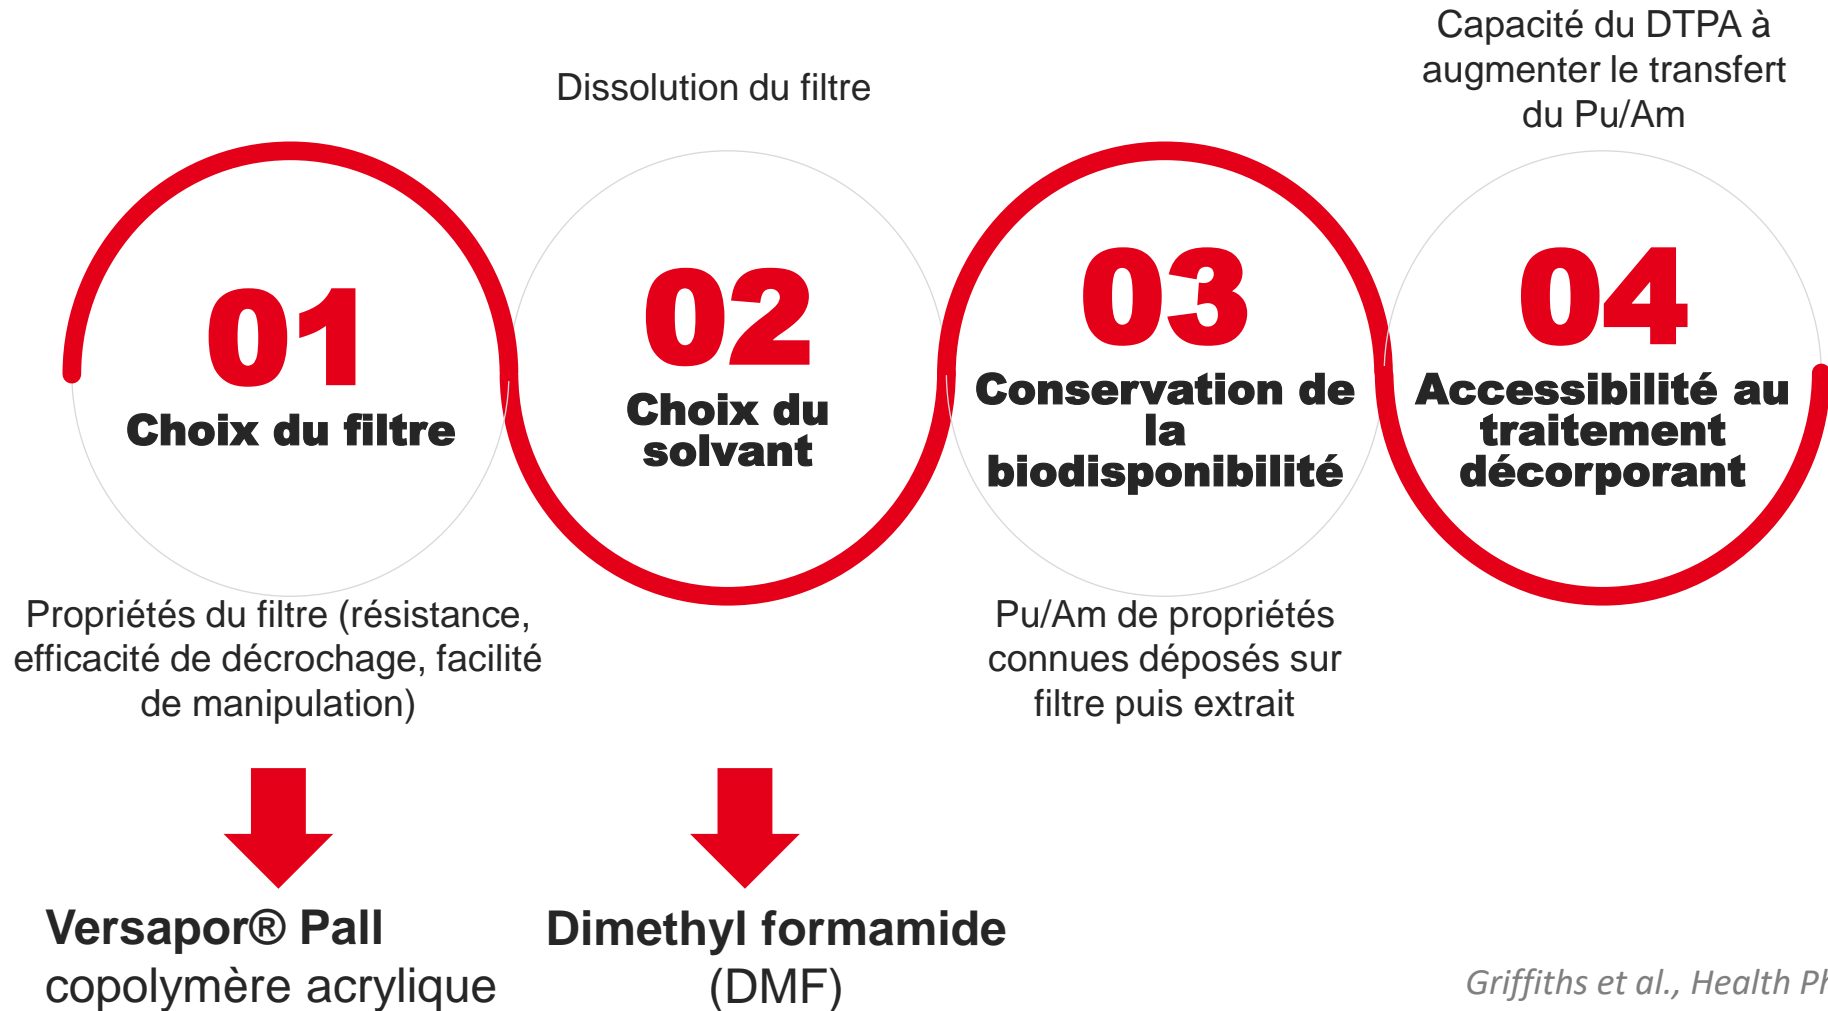 01
Choix du filtre
Propriétés du filtre (résistance,
efficacité de décrochage, facilité
de manipulation)
Versapor® Pall
copolymère acrylique
Dissolution du filtre
02
Choix du
solvant
Dimethyl formamide
(DMF)
03
Conservation de
la
biodisponibilité
Pu/Am de propriétés
connues déposés sur
filtre puis extrait
Capacité du DTPA à
augmenter le transfert
du Pu/Am
04
Accessibilité au
traitement
décorporant
Griffiths et al., Health